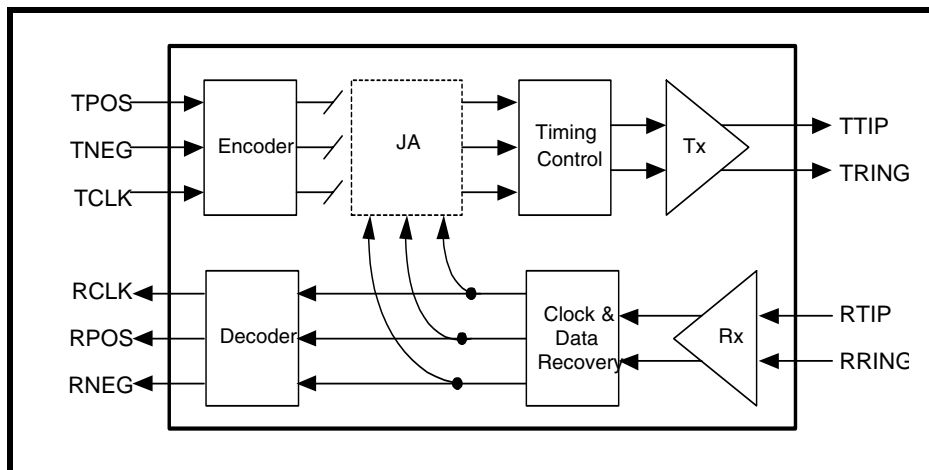 TPOS
TNEG
TCLK
Encoder
JA
Timing
Control
Tx
TTIP
TRING
RCLK
RPOS
RNEG
Decoder
Clock &
Data
Recovery
Rx
RTIP
RRING